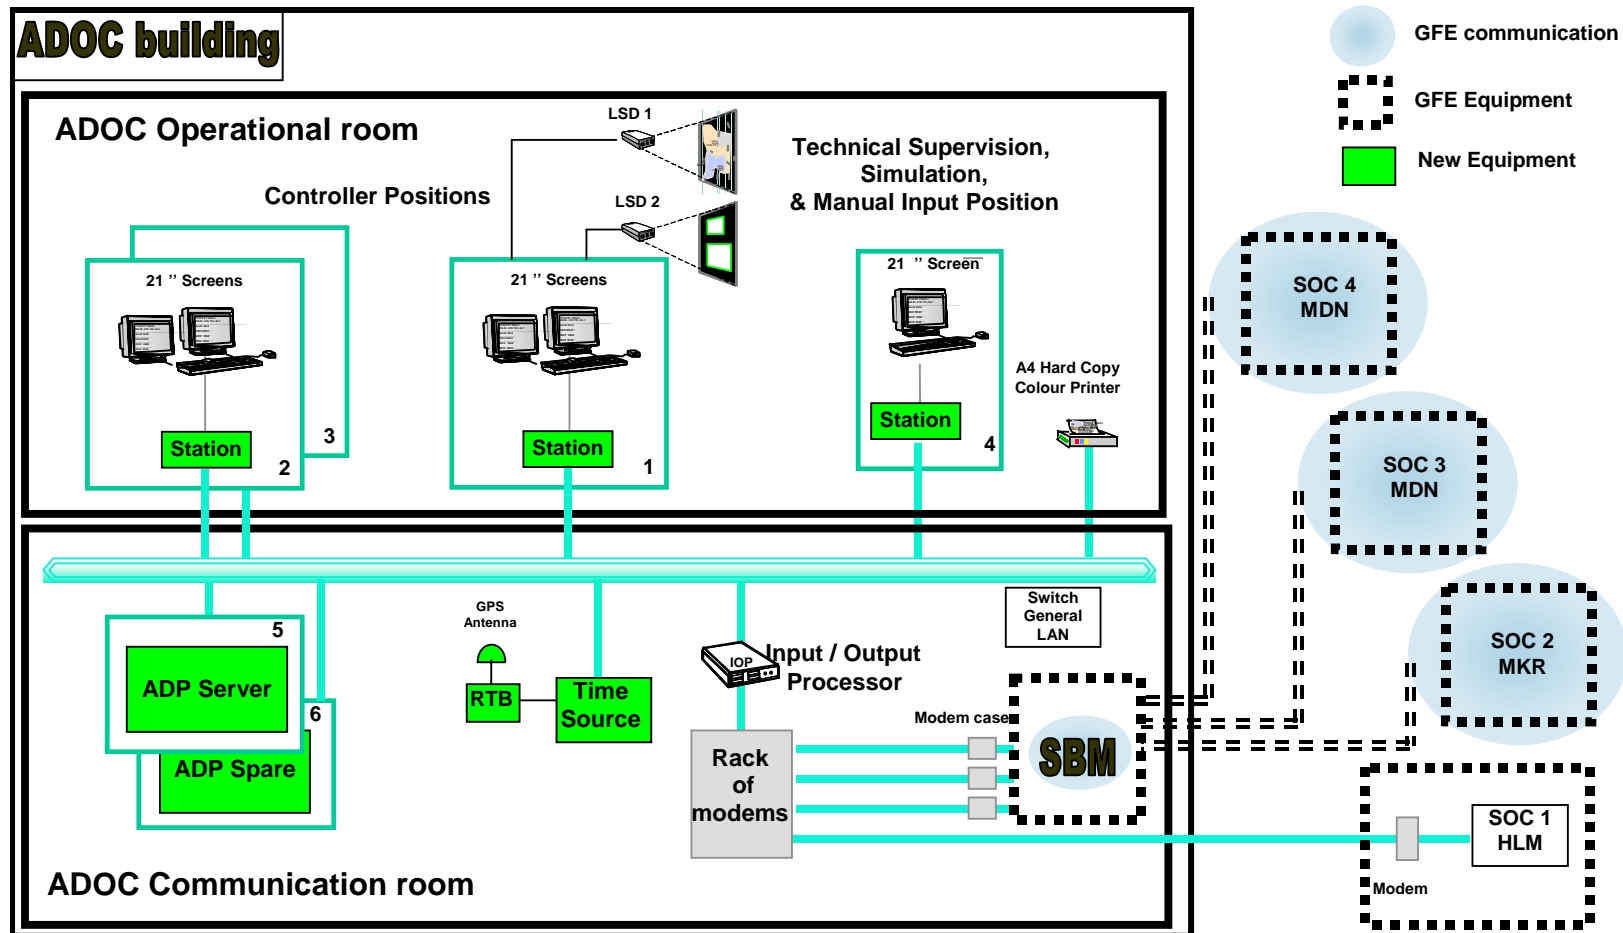 ADOC building
GFE communication
GFE Equipment
New Equipment
ADOC Operational room
LSD 1
LSD 2
Controller Positions
Technical Supervision,
Simulation,
& Manual Input Position
21 '' Screens
Station
3
2
21 '' Screens
Station
1
21 '' Screen
Station
4
A4 Hard Copy
Colour Printer
SOC 4
MDN
SOC 3
MDN
SOC 2
MKR
5
ADP Server
6
ADP Spare
GPS
Antenna
RTB
Time
Source
IOP
Input / Output
Processor
Switch
General
LAN
Modem case
SBM
Rack
of
modems
SOC 1
HLM
Modem
ADOC Communication room